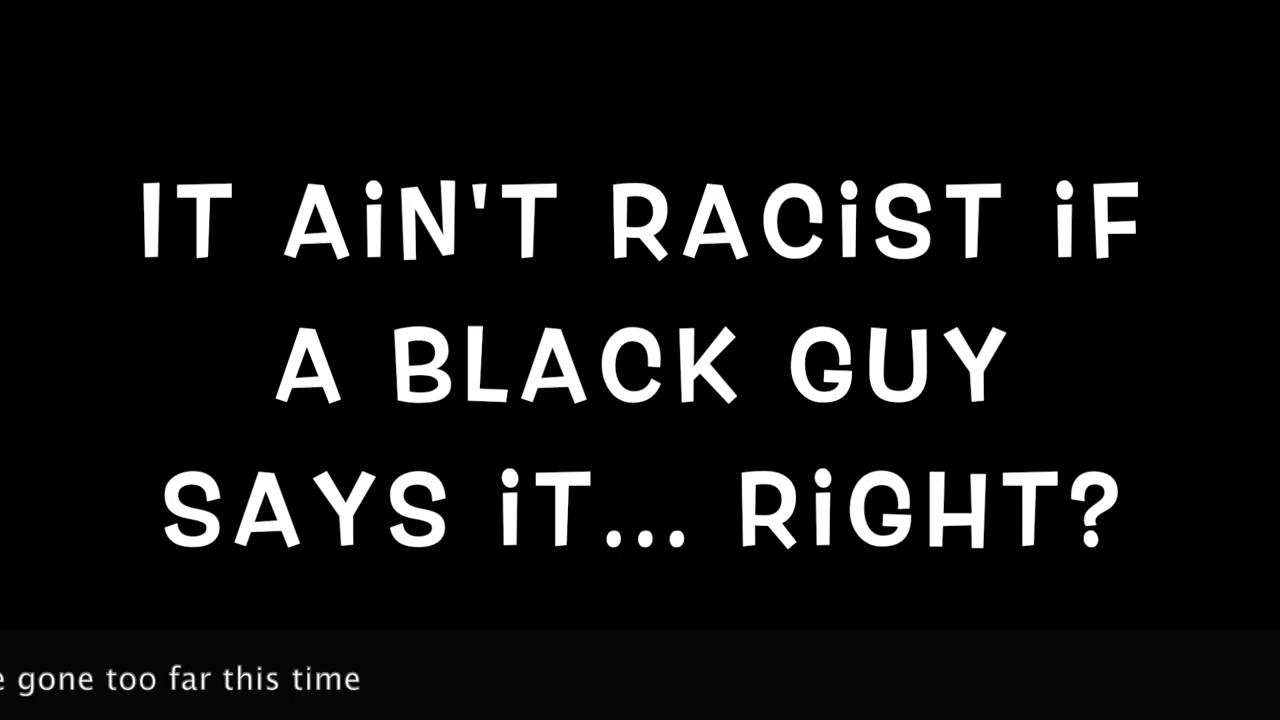 IT AiN'T RACiST iF
A BLACK GUY
SAYS iT... RiGHT?
gone too far this time